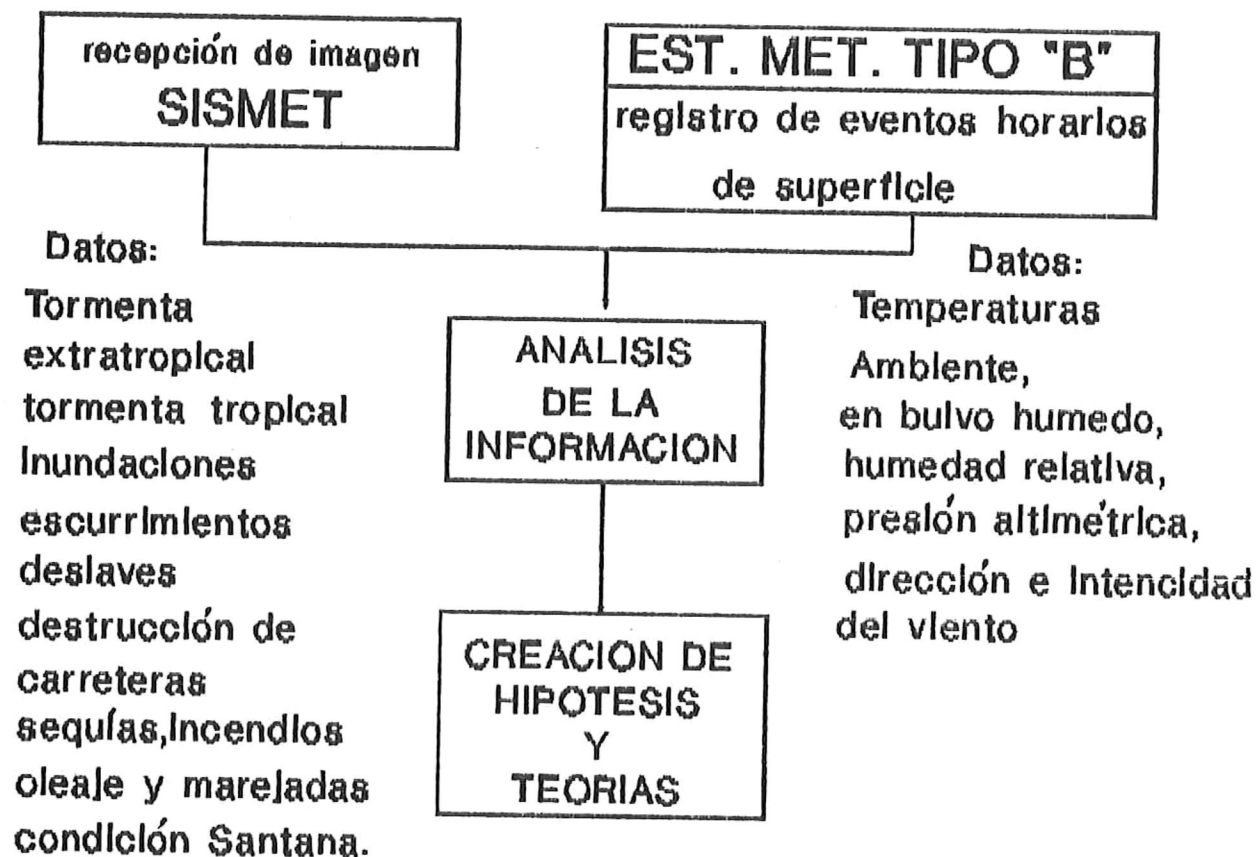 recepción de imagen
SISMET
EST. MET. TIPO "B"
registro de eventos horarios
de superficie
Datos:
Tormenta
extratropical
tormenta tropical
Inundaciones
escurrimientos
deslaves
destrucción de
carreteras
sequías,Incendios
oleaje y marejadas
condición Santana.
ANALISIS
DE LA
INFORMACION
CREACION DE
HIPOTESIS
Y
TEORIAS
Datos:
Temperaturas
Ambiente,
en bulvo humedo,
humedad relativa,
presión altimétrica,
dirección e Intencidad
del viento